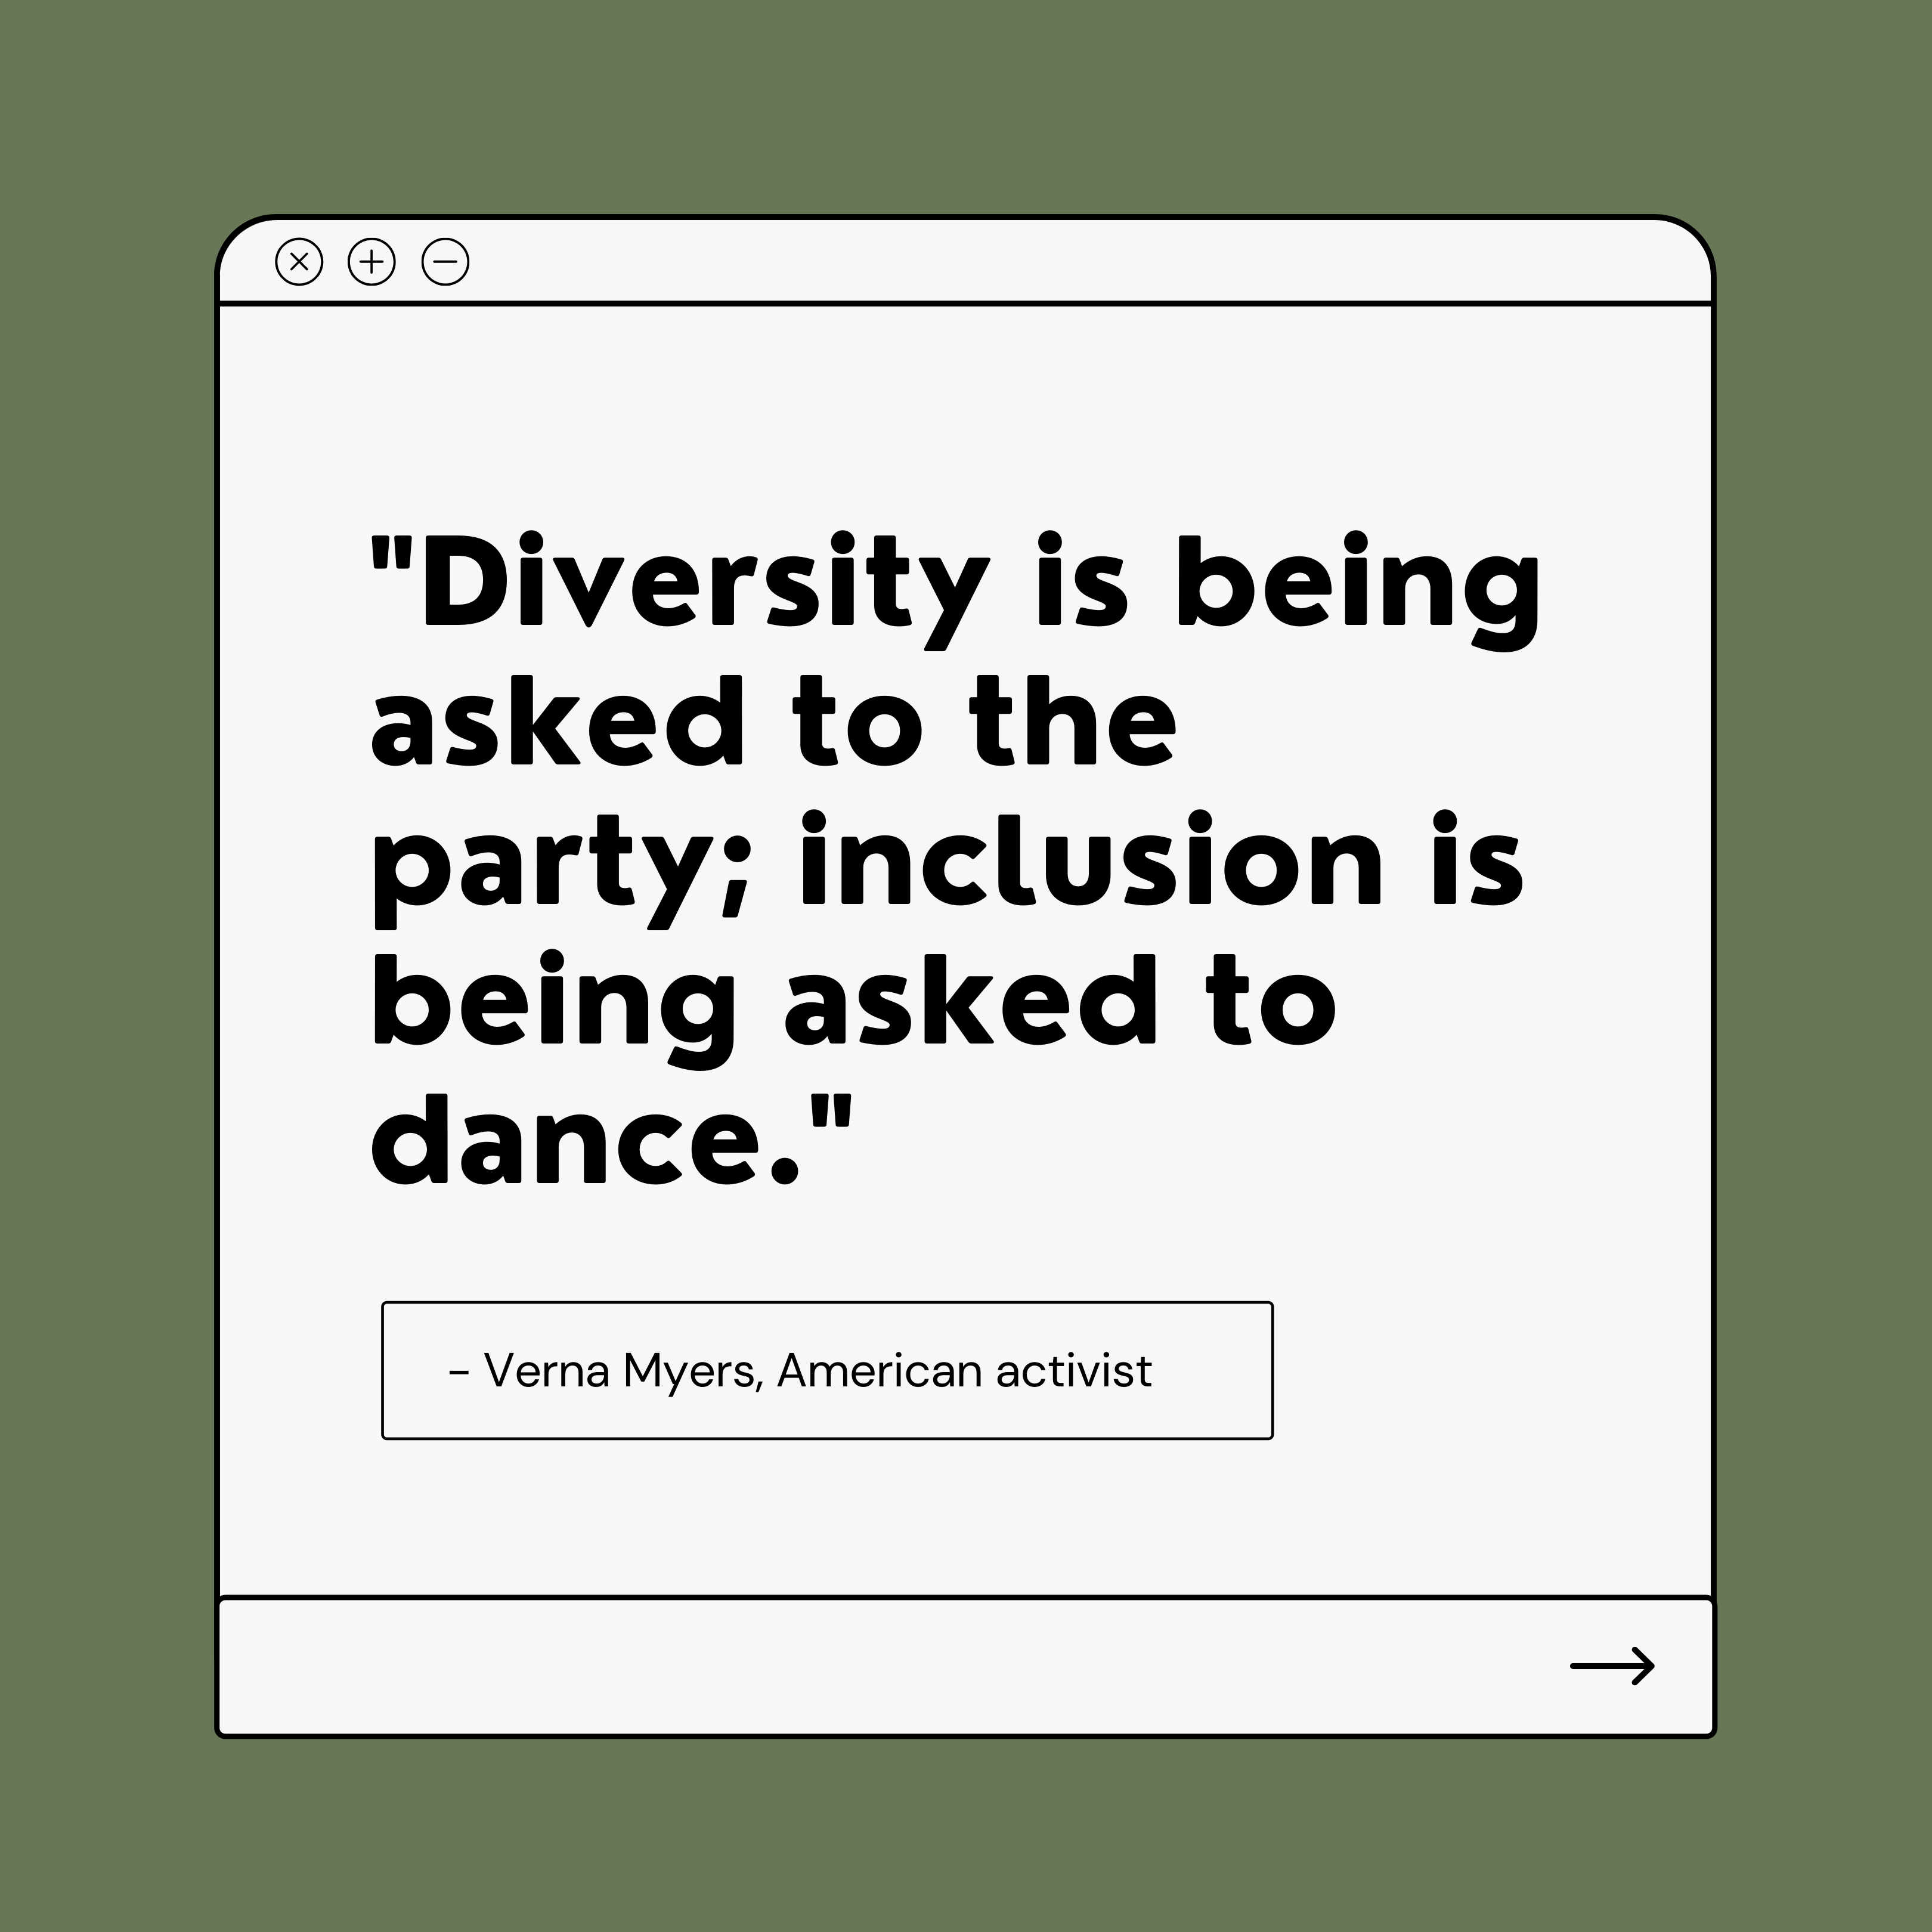 "Diversity is being
asked to the
party; inclusion is
being asked to
dance."
– Verna Myers, American activist